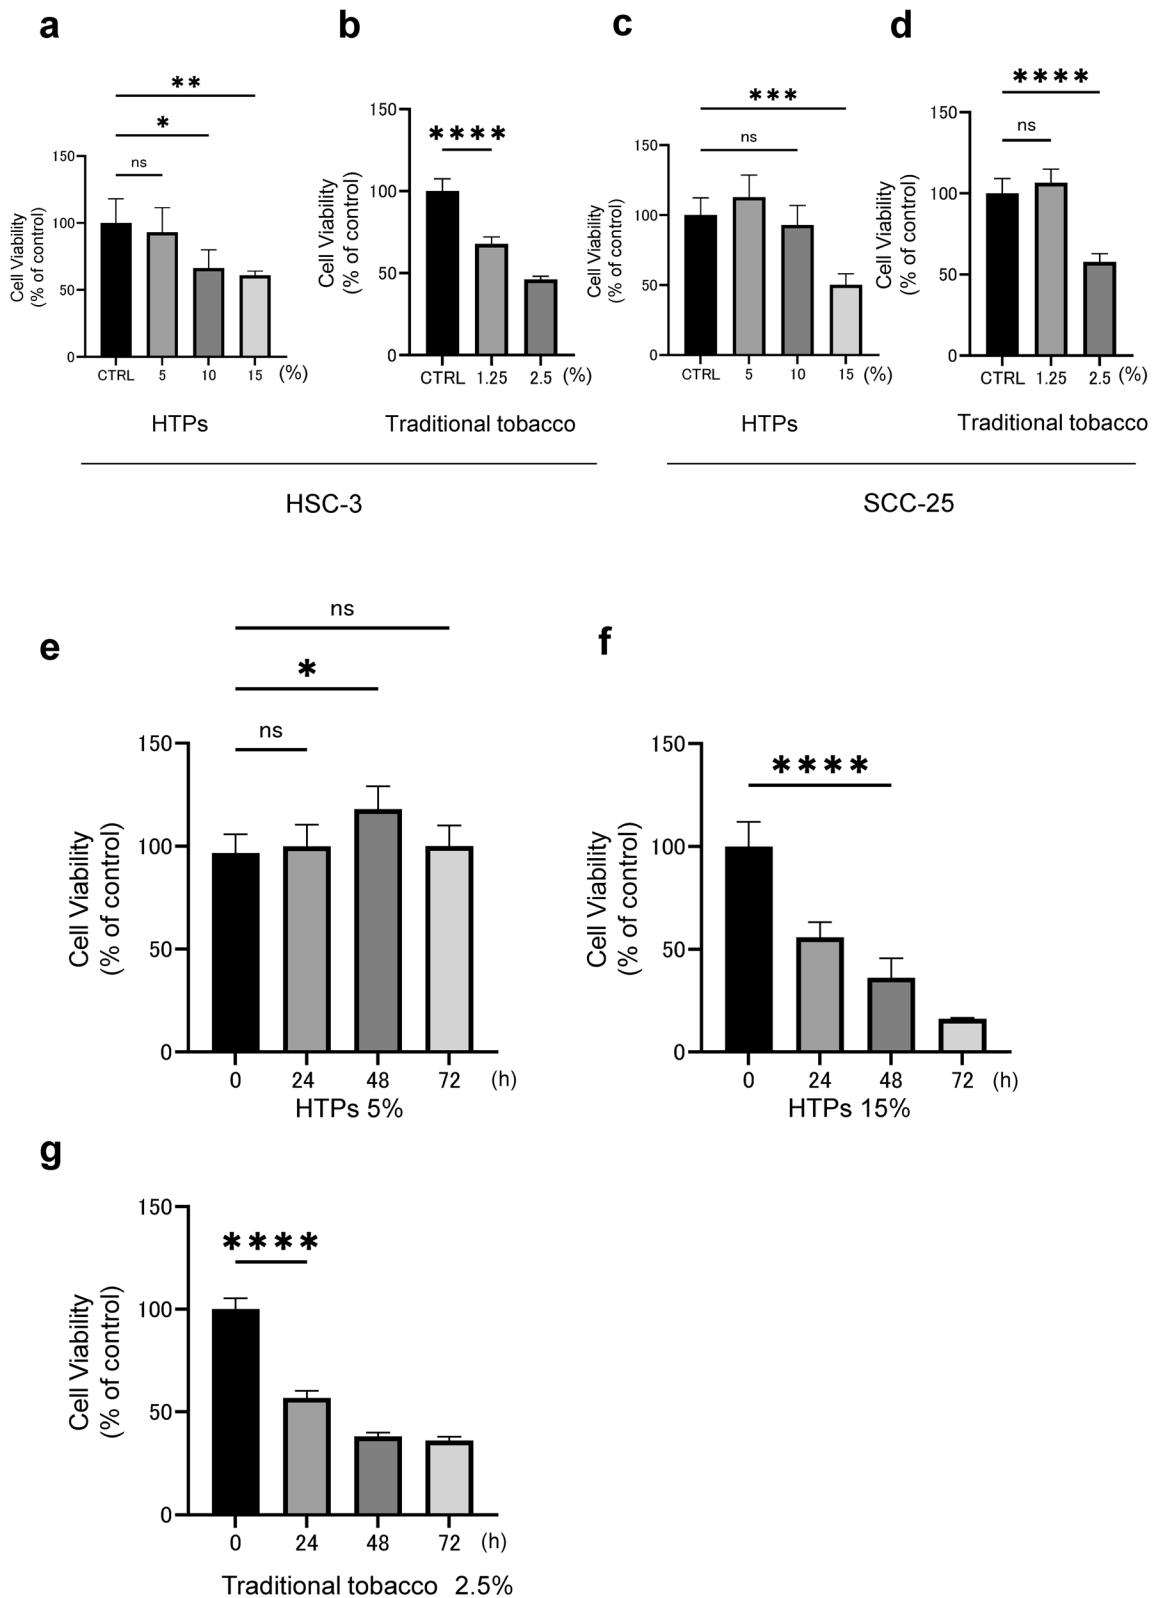 a
**
*
ns
150
100
50
0
Cell Viability
(% of control)
CTRL 5 10 15 (%)
HTPs
b
****
150
100
50
0
Cell Viability
(% of control)
CTRL 1.25 2.5 (%)
Traditional tobacco
HSC-3
c
***
ns
150
100
50
0
Cell Viability
(% of control)
CTRL 5 10 15 (%)
HTPs
d
****
ns
150
100
50
0
Cell Viability
(% of control)
CTRL 1.25 2.5 (%)
Traditional tobacco
SCC-25
e
ns
*
ns
150
100
50
0
Cell Viability
(% of control)
0 24 48 72 (h)
HTPs 5%
f
****
150
100
50
0
Cell Viability
(% of control)
0 24 48 72 (h)
HTPs 15%
g
****
150
100
50
0
Cell Viability
(% of control)
0 24 48 72 (h)
Traditional tobacco 2.5%